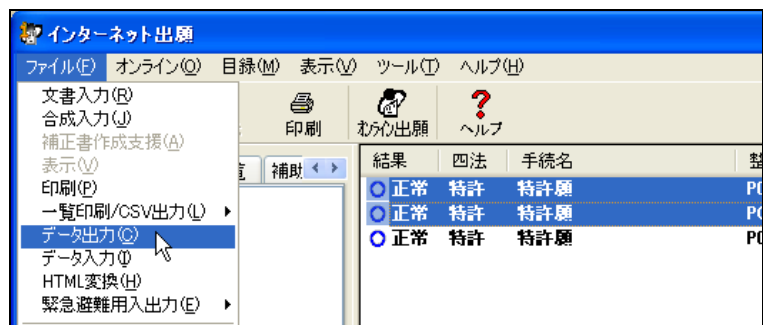 インターネット出願
ファイル(F) オンライン(O) 目録(M) 表示(V) ツール(T) ヘルプ(H)
文書入力(R)
合成入力(J)
補正書作成支援(A)
表示(V)
印刷(P)
一覧印刷/CSV出力(L)
データ出力(C)
データ入力(I)
HTML変換(H)
緊急避難用入出力(E)
印刷 オンライン出願 ヘルプ
補助
結果 四法 手続名 整
正常 特許 特許願 PC
正常 特許 特許願 PC
正常 特許 特許願 PC